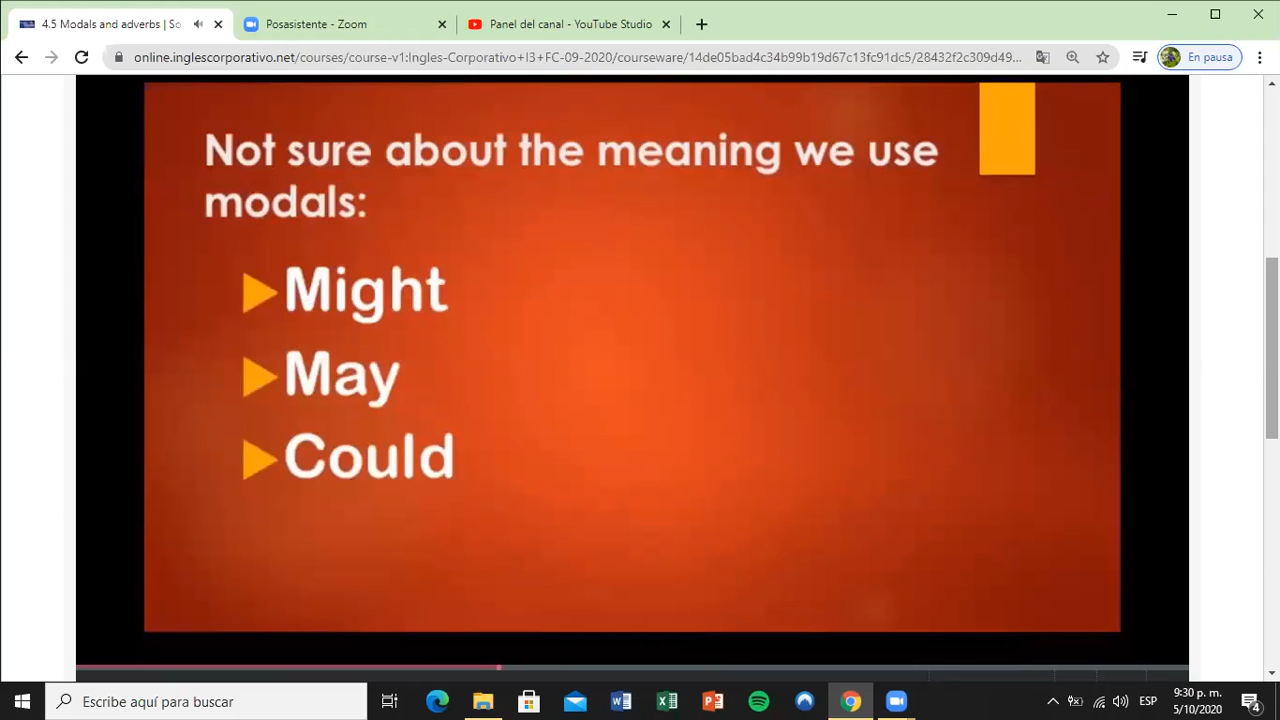 4.5 Modals and adverbs | So
Posasistente - Zoom
Panel del canal - YouTube Studio
online.inglescorporativo.net/courses/course-v1:Ingles-Corporativo+I3+FC-09-2020/courseware/14de05bad4c34b99b19d67c13fc91dc5/28432f2c309d49...
En pausa
Not sure about the meaning we use
modals:
Might
May
Could
Escribe aquí para buscar
ESP
9:30 p. m.
5/10/2020
4